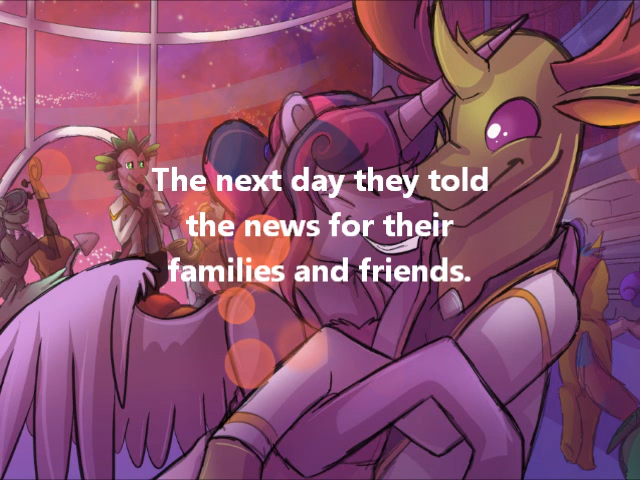 The next day they told
the news for their
families and friends.